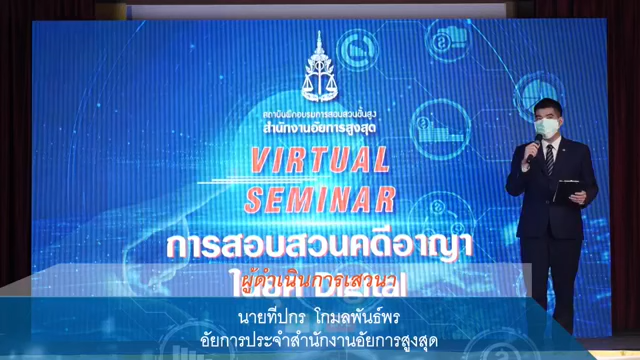 สถาบันฝึกอบรมการสอบสวนชั้นสูง
สำนักงานอัยการสูงสุด
VIRTUAL
SEMINAR
การสอบสวนคดีอาญา
ในยุค Digital
ผู้ดำเนินการเสวนา
นายทีปกร โกมลพันธ์พร
อัยการประจำสำนักงานอัยการสูงสุด